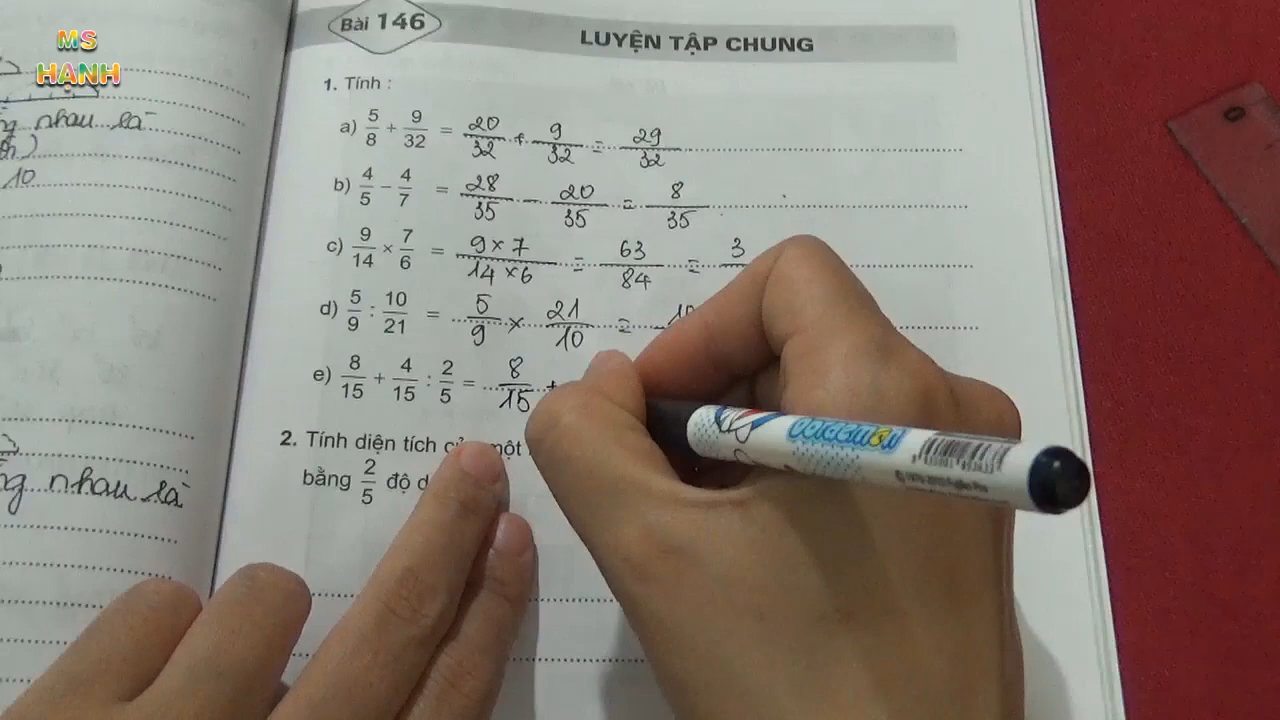 MS
HẠNH
nhau là
10
nhau là
Bài 146
LUYỆN TẬP CHUNG
1. Tính :
a) 5/8 + 9/32 = 20/32 + 9/32 = 29/32
b) 4/5 - 4/7 = 28/35 - 20/35 = 8/35
c) 9/14 × 7/6 = 9 × 7/14 × 6 = 63/84 = 3
d) 5/9 : 10/21 = 5/9 × 21/10 =
e) 8/15 + 4/15 : 2/5 = 8/15 +
2. Tính diện tích của một
bằng 2/5 độ d